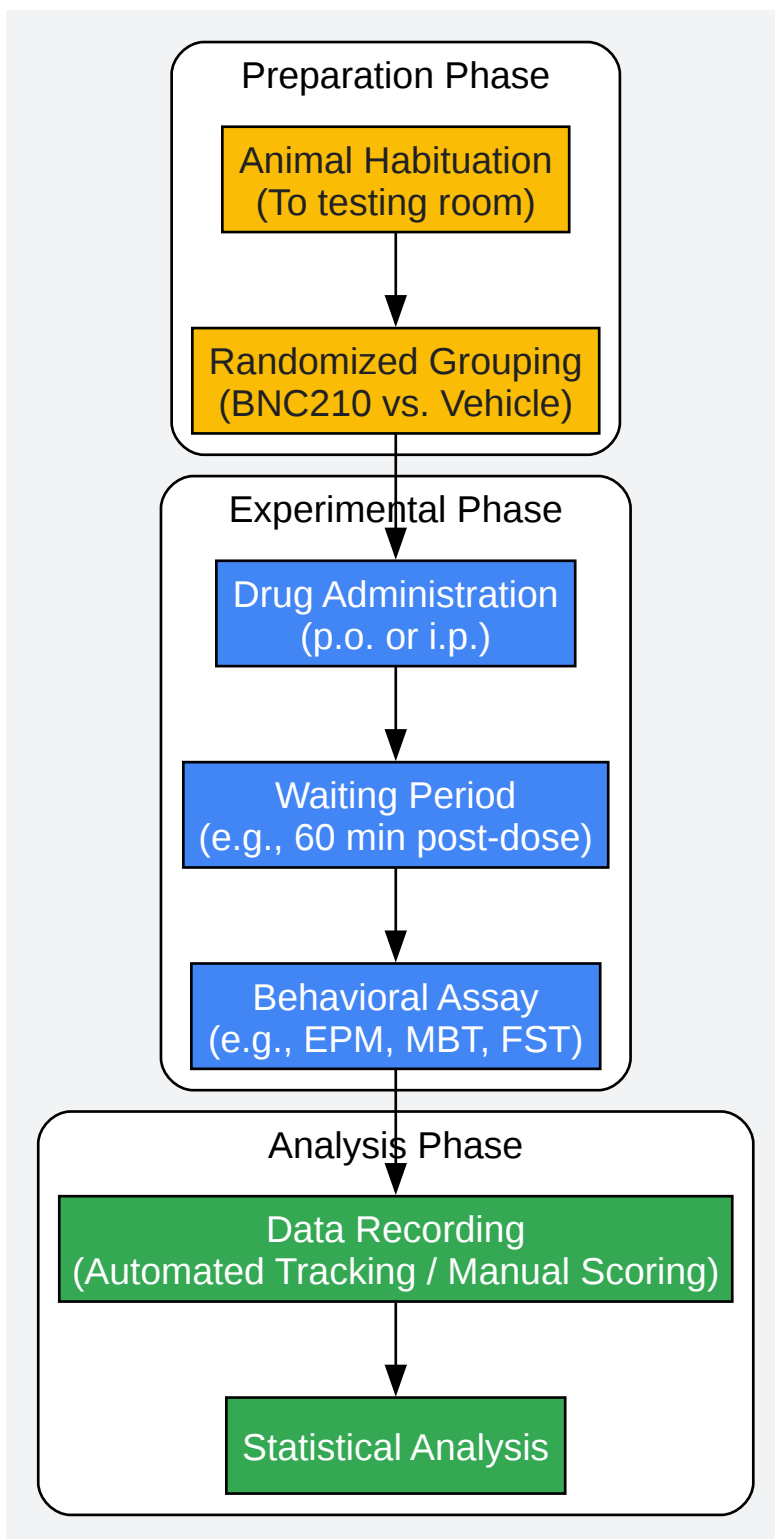 Preparation Phase
Animal Habituation
(To testing room)
Randomized Grouping
(BNC210 vs. Vehicle)
Experimental Phase
Drug Administration
(p.o. or i.p.)
Waiting Period
(e.g., 60 min post-dose)
Behavioral Assay
(e.g., EPM, MBT, FST)
Analysis Phase
Data Recording
(Automated Tracking / Manual Scoring)
Statistical Analysis